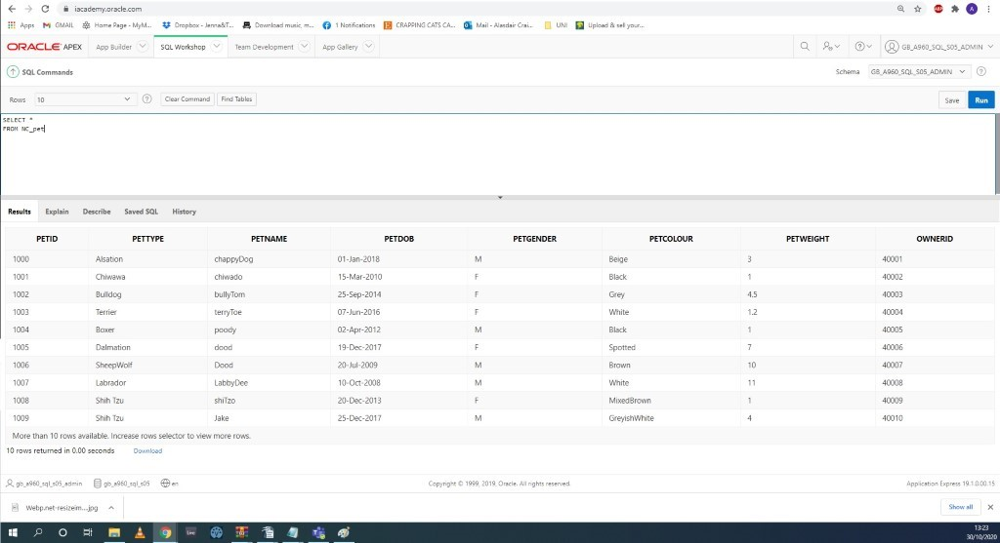 iacademy.oracle.com
Apps GMAIL Home Page - MyM... Dropbox - Jenna&T... Download music, m... 1 Notifications CRAPPING CATS CA... Mail - Alasdair Crai... UNI Upload & sell your...
ORACLE APEX App Builder SQL Workshop Team Development App Gallery GB_A960_SQL_S05_ADMIN
SQL Commands Schema GB_A960_SQL_S05_ADMIN
Rows 10 Clear Command Find Tables Save Run
SELECT *
FROM NC_pet
Results Explain Describe Saved SQL History
PETID PETTYPE PETNAME PETDOB PETGENDER PETCOLOUR PETWEIGHT OWNERID
1000 Alsation chappyDog 01-Jan-2018 M Beige 3 40001
1001 Chiwawa chiwado 15-Mar-2010 F Black 1 40002
1002 Bulldog bullyTom 25-Sep-2014 F Grey 4.5 40003
1003 Terrier terryToe 07-Jun-2016 F White 1.2 40004
1004 Boxer poody 02-Apr-2012 M Black 1 40005
1005 Dalmation dood 19-Dec-2017 F Spotted 7 40006
1006 SheepWolf Dood 20-Jul-2009 M Brown 10 40007
1007 Labrador LabbyDee 10-Oct-2008 M White 11 40008
1008 Shih Tzu shiTzo 20-Dec-2013 F MixedBrown 1 40009
1009 Shih Tzu Jake 25-Dec-2017 M GreyishWhite 4 40010
More than 10 rows available. Increase rows selector to view more rows.
10 rows returned in 0.00 seconds Download
gb_a960_sql_s05_admin gb_a960_sql_s05 en Copyright © 1999, 2019, Oracle. All rights reserved. Application Express 19.1.0.00.15
Webp.net-resizeim....jpg Show all
13:23
30/10/2020